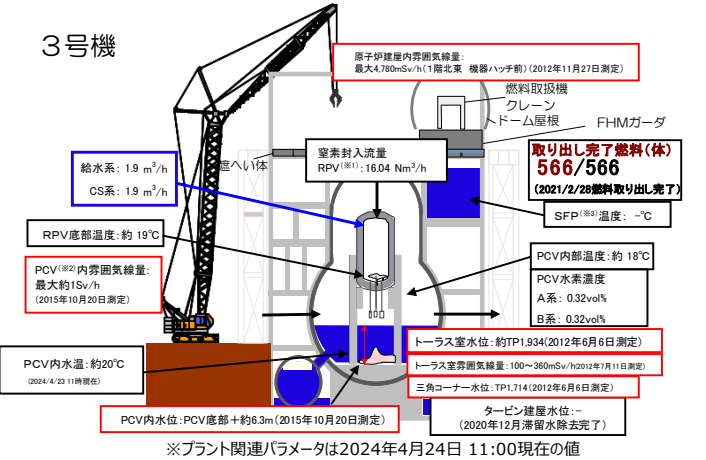 3号機
原子炉建屋内雰囲気線量:
最大4,780mSv/h(1階北東 機器ハッチ前)(2012年11月27日測定)
燃料取扱機
クレーン
ドーム屋根
FHMガーダ
遮へい体
窒素封入流量
RPV(※1):16.04 Nm3/h
取り出し完了燃料(体)
566/566
(2021/2/28燃料取り出し完了)
給水系: 1.9 m3/h
CS系: 1.9 m3/h
SFP(※3)温度: -℃
RPV底部温度:約 19℃
PCV内部温度:約 18℃
PCV水素濃度
A系: 0.32vol%
B系: 0.32vol%
PCV(※2)内雰囲気線量:
最大約1Sv/h
(2015年10月20日測定)
トーラス室水位:約TP1,934(2012年6月6日測定)
PCV内水温:約20℃
(2024/4/23 11時現在)
トーラス室雰囲気線量:100~360mSv/h(2012年7月11日測定)
三角コーナー水位:TP1,714(2012年6月6日測定)
PCV内水位:PCV底部+約6.3m(2015年10月20日測定)
タービン建屋水位:-
(2020年12月滞留水除去完了)
※プラント関連パラメータは2024年4月24日 11:00現在の値